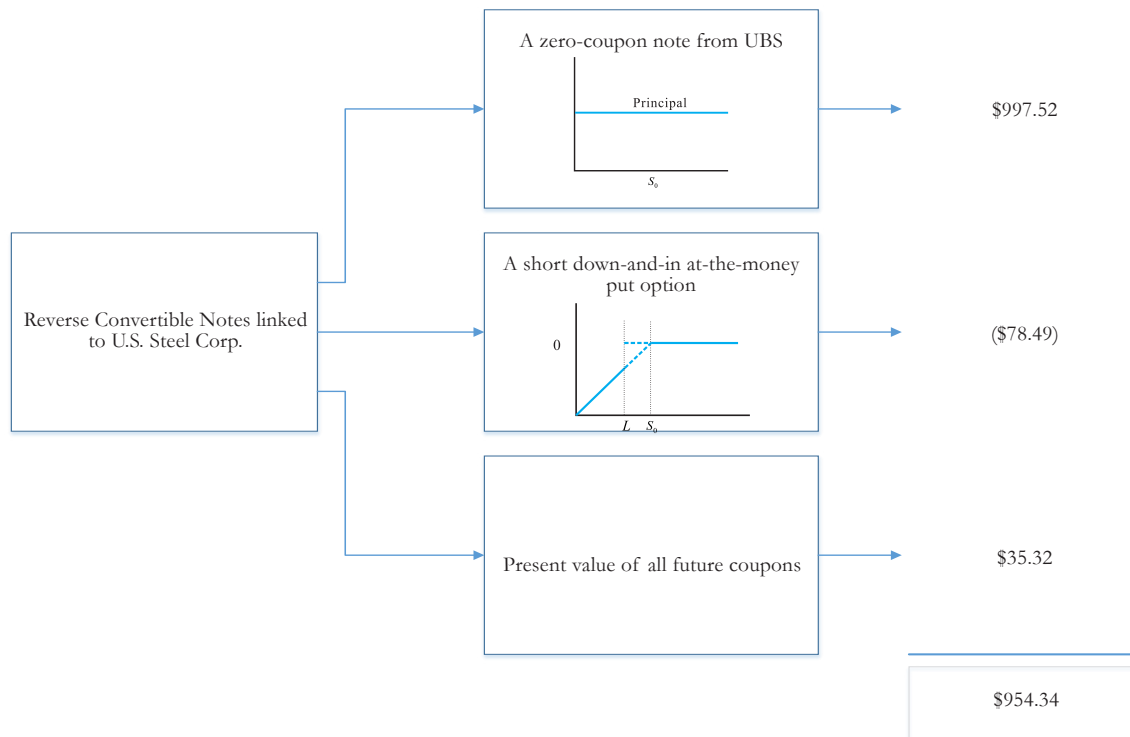 A zero-coupon note from UBS
Principal
S₀
$997.52
Reverse Convertible Notes linked
to U.S. Steel Corp.
A short down-and-in at-the-money
put option
0
L S₀
($78.49)
Present value of all future coupons
$35.32
$954.34